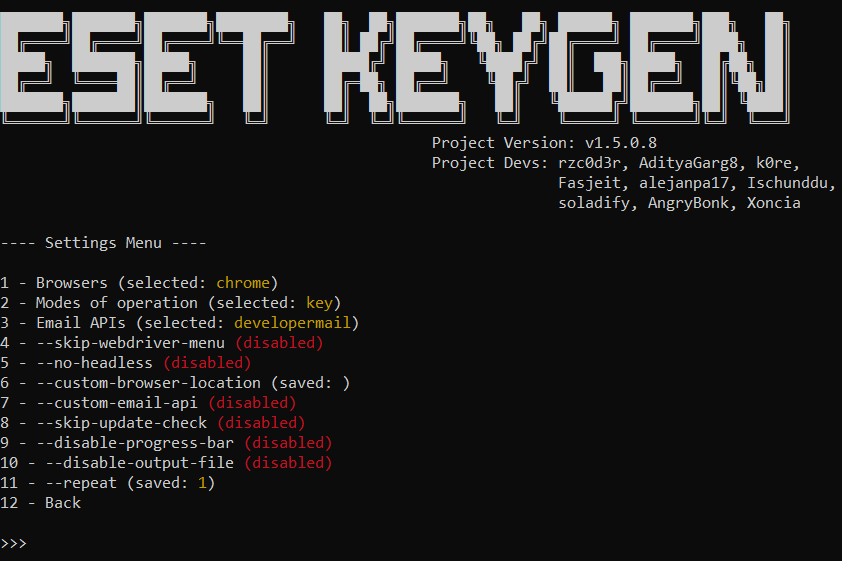 ESET KEYGEN
Project Version: v1.5.0.8
Project Devs: rzc0d3r, AdityaGarg8, k0re,
Fasjeit, alejanpa17, Ischunddu,
soladify, AngryBonk, Xoncia
---- Settings Menu ----
1 - Browsers (selected: chrome)
2 - Modes of operation (selected: key)
3 - Email APIs (selected: developermail)
4 - --skip-webdriver-menu (disabled)
5 - --no-headless (disabled)
6 - --custom-browser-location (saved: )
7 - --custom-email-api (disabled)
8 - --skip-update-check (disabled)
9 - --disable-progress-bar (disabled)
10 - --disable-output-file (disabled)
11 - --repeat (saved: 1)
12 - Back
>>>